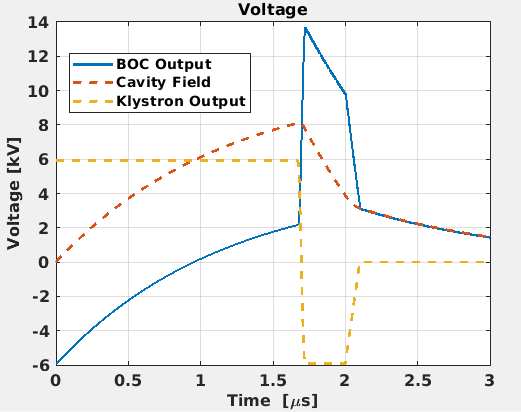 Voltage
14
12
10
8
6
4
2
0
-2
-4
-6
Voltage [kV]
BOC Output
Cavity Field
Klystron Output
0 0.5 1 1.5 2 2.5 3
Time [μs]